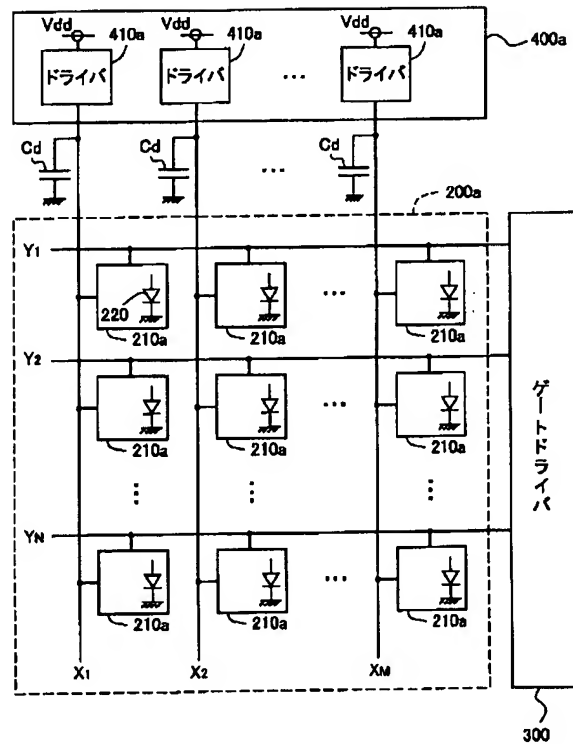 Vdd 410a Vdd 410a Vdd 410a
400a
ドライバ ドライバ … ドライバ
Cd Cd … Cd
200a
Y1
220
210a 210a … 210a
Y2
210a 210a … 210a
ゲートドライバ
YN
210a 210a … 210a
X1 X2 XM
300